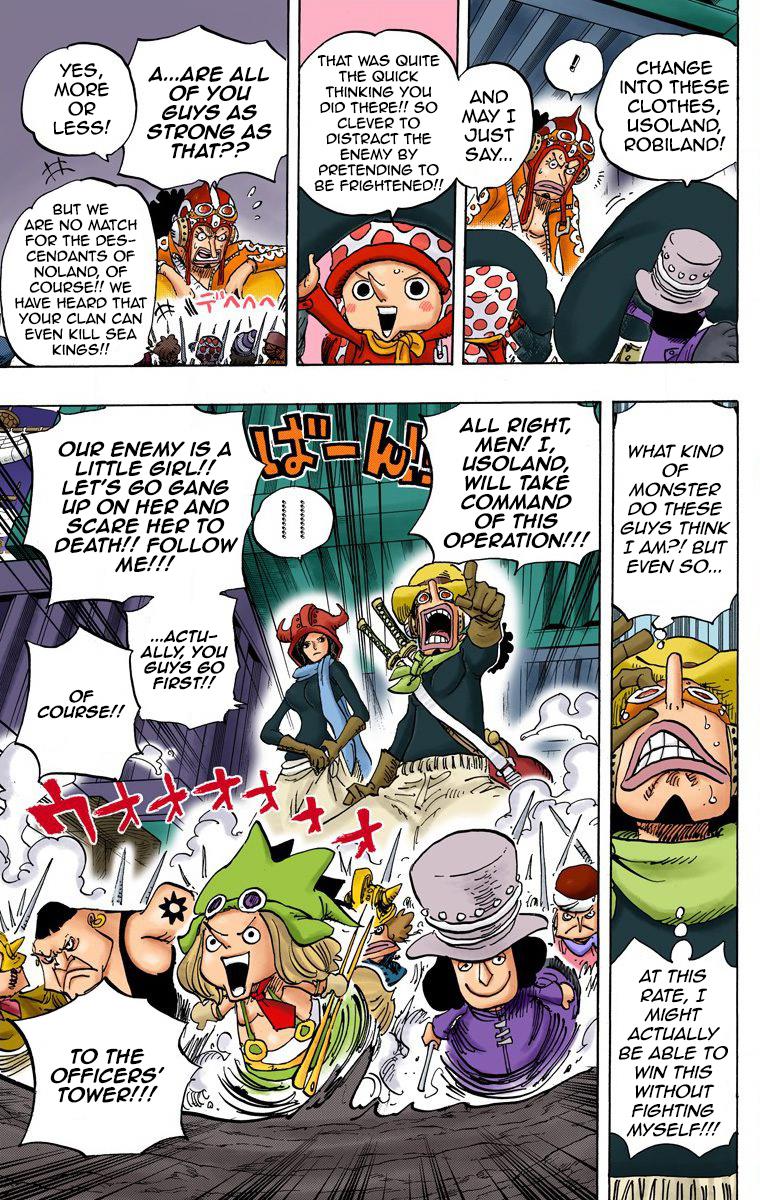 CHANGE
INTO THESE
CLOTHES,
USOLAND,
ROBILAND!
!
AND
MAY I
JUST
SAY...
THAT WAS QUITE
THE QUICK
THINKING YOU
DID THERE!! SO
CLEVER TO
DISTRACT THE
ENEMY BY
PRETENDING TO
BE FRIGHTENED!!
A...ARE ALL
OF YOU
GUYS AS
STRONG AS
THAT??
YES,
MORE
OR
LESS!
BUT WE
ARE NO MATCH
FOR THE DES-
CENDANTS OF
NOLAND, OF
COURSE!! WE
HAVE HEARD THAT
YOUR CLAN CAN
EVEN KILL SEA
KINGS!!
デヘヘヘ
WHAT KIND
OF
MONSTER
DO THESE
GUYS THINK
I AM?! BUT
EVEN SO...
AT THIS
RATE, I
MIGHT
ACTUALLY
BE ABLE TO
WIN THIS
WITHOUT
FIGHTING
MYSELF!!!
ALL RIGHT,
MEN! I,
USOLAND,
WILL TAKE
COMMAND
OF THIS
OPERATION!!!
ばーん!!
!!
OUR ENEMY IS A
LITTLE GIRL!!
LET'S GO GANG
UP ON HER AND
SCARE HER TO
DEATH!! FOLLOW
ME!!!
...ACTU-
ALLY, YOU
GUYS GO
FIRST!!
OF
COURSE!!
ウオオオオオオオ
TO THE
OFFICERS'
TOWER!!!